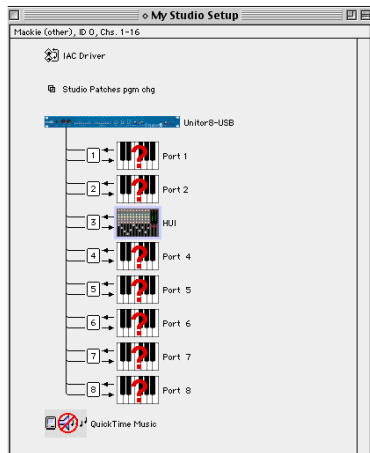 My Studio Setup
Mackie (other), ID 0, Chs. 1-16
IAC Driver
Studio Patches pgm chg
Unitor8-USB
1 Port 1
2 Port 2
3 HUI
4 Port 4
5 Port 5
6 Port 6
7 Port 7
8 Port 8
QuickTime Music